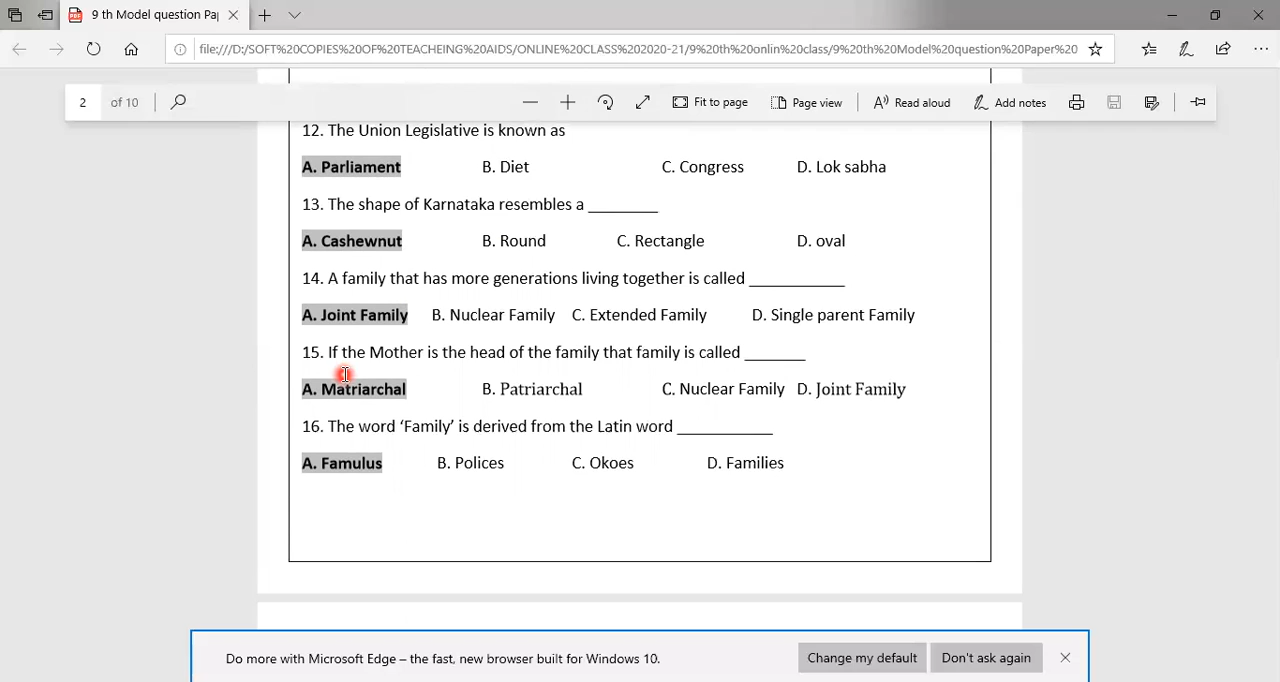 9 th Model question Pa
file:///D:/SOFT%20COPIES%20OF%20TEACHEING%20AIDS/ONLINE%20CLASS%202020-21/9%20th%20onlin%20class/9%20th%20Model%20question%20Paper%20
2 of 10 Fit to page Page view Read aloud Add notes
12. The Union Legislative is known as
A. Parliament B. Diet C. Congress D. Lok sabha
13. The shape of Karnataka resembles a ________
A. Cashewnut B. Round C. Rectangle D. oval
14. A family that has more generations living together is called ___________
A. Joint Family B. Nuclear Family C. Extended Family D. Single parent Family
15. If the Mother is the head of the family that family is called _______
A. Matriarchal B. Patriarchal C. Nuclear Family D. Joint Family
16. The word ‘Family’ is derived from the Latin word ___________
A. Famulus B. Polices C. Okoes D. Families
Do more with Microsoft Edge – the fast, new browser built for Windows 10. Change my default Don't ask again